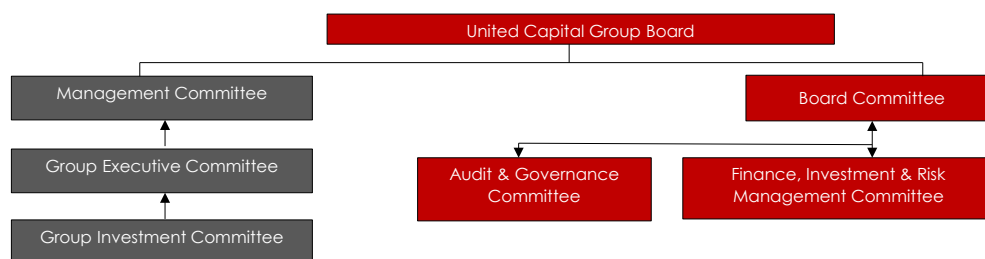 United Capital Group Board
Management Committee
Board Committee
Group Executive Committee
Audit & Governance
Committee
Finance, Investment & Risk
Management Committee
Group Investment Committee